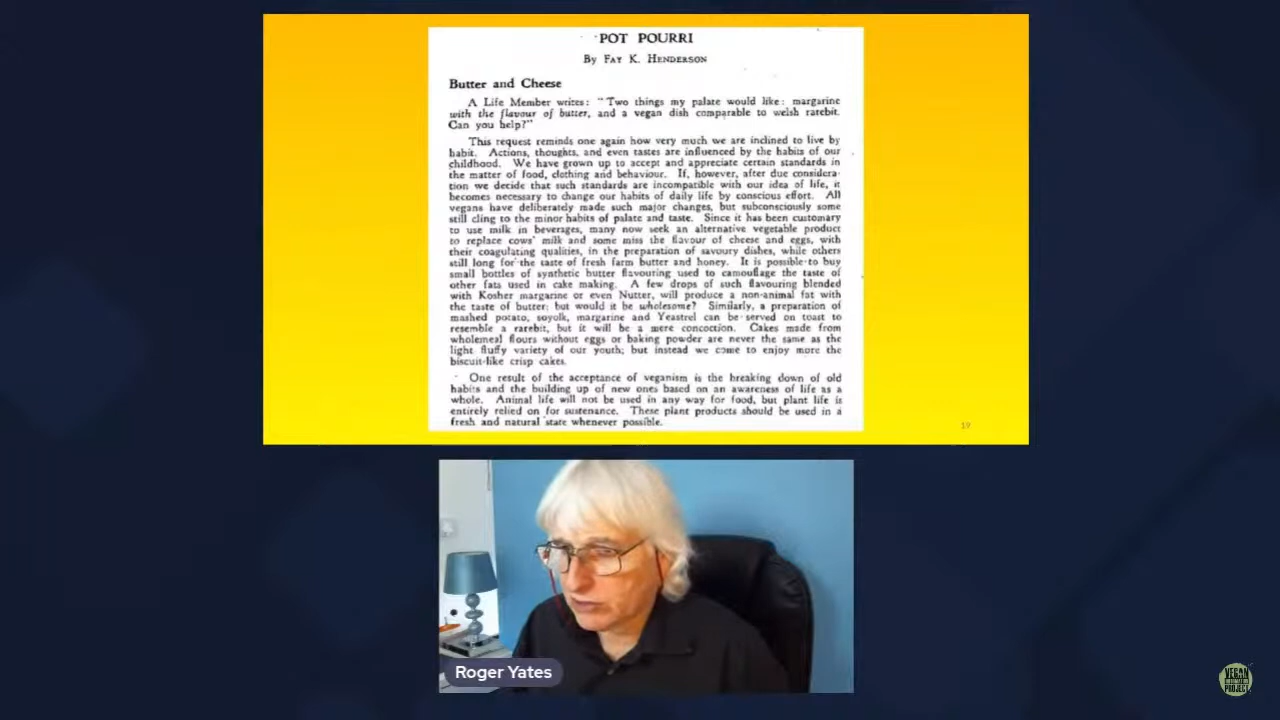 POT POURRI
By Fay K. Henderson
Butter and Cheese
A Life Member writes: "Two things my palate would like: margarine
with the flavour of butter, and a vegan dish comparable to welsh rarebit.
Can you help?"
This request reminds one again how very much we are inclined to live by
habit. Actions, thoughts, and even tastes are influenced by the habits of our
childhood. We have grown up to accept and appreciate certain standards in
the matter of food, clothing and behaviour. If, however, after due considera-
tion we decide that such standards are incompatible with our idea of life, it
becomes necessary to change our habits of daily life by conscious effort. All
vegans have deliberately made such major changes, but subconsciously some
still cling to the minor habits of palate and taste. Since it has been customary
to use milk in beverages, many now seek an alternative vegetable product
to replace cows' milk and some miss the flavour of cheese and eggs, with
their coagulating qualities, in the preparation of savoury dishes, while others
still long for the taste of fresh farm butter and honey. It is possible to buy
small bottles of synthetic butter flavouring used to camouflage the taste of
other fats used in cake making. A few drops of such flavouring blended
with Kosher margarine or even Nutter, will produce a non-animal fat with
the taste of butter; but would it be wholesome? Similarly, a preparation of
mashed potato, soyolk, margarine and Yeastrel can be served on toast to
resemble a rarebit, but it will be a mere concoction. Cakes made from
wholemeal flours without eggs or baking powder are never the same as the
light fluffy variety of our youth; but instead we come to enjoy more the
biscuit-like crisp cakes.
One result of the acceptance of veganism is the breaking down of old
habits and the building up of new ones based on an awareness of life as a
whole. Animal life will not be used in any way for food, but plant life is
entirely relied on for sustenance. These plant products should be used in a
fresh and natural state whenever possible.
19
Roger Yates
VEGAN
PROJECT